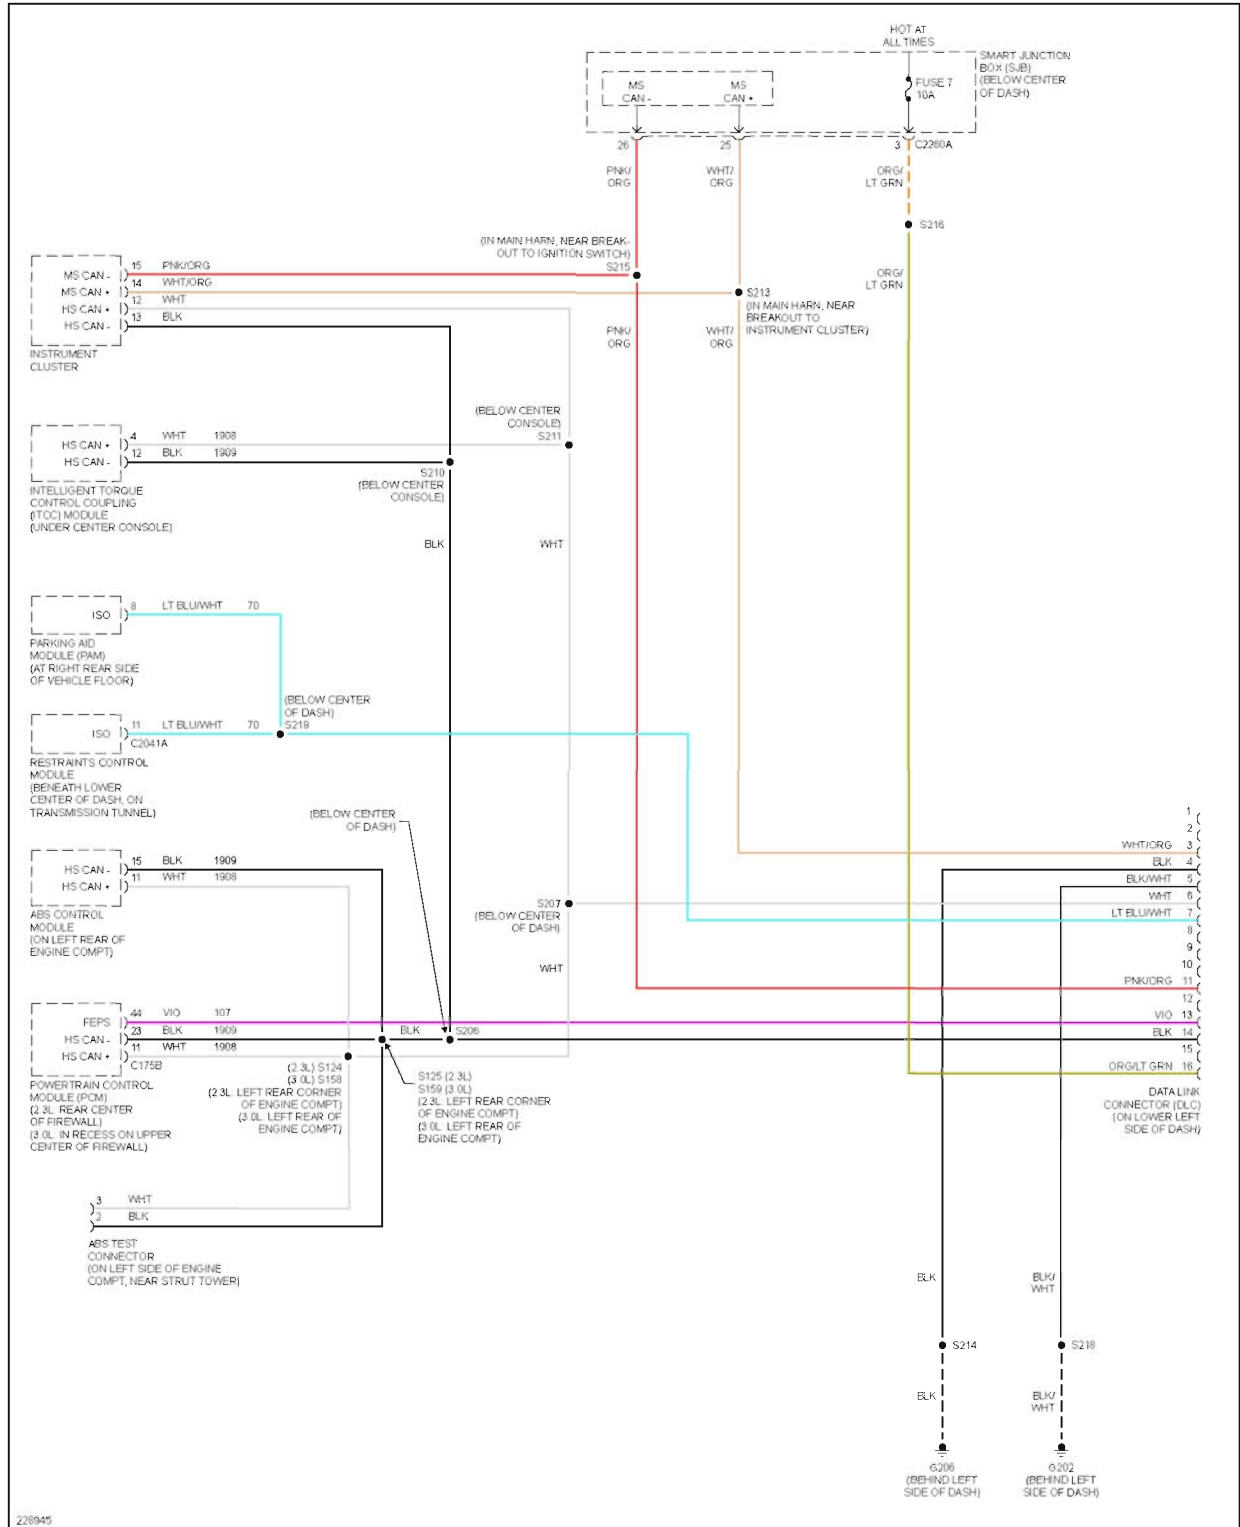 HOT AT
ALL TIMES
SMART JUNCTION
BOX (SJB)
(BELOW CENTER
OF DASH)
MS
CAN -
MS
CAN +
FUSE 7
10A
26
25
3
C2280A
PNK/
ORG
WHT/
ORG
ORG/
LT GRN
S216
(IN MAIN HARN, NEAR BREAK-
OUT TO IGNITION SWITCH)
S215
ORG/
LT GRN
S213
(IN MAIN HARN, NEAR
BREAKOUT TO
INSTRUMENT CLUSTER)
PNK/
ORG
WHT/
ORG
MS CAN - 15 PNK/ORG
MS CAN + 14 WHT/ORG
HS CAN + 12 WHT
HS CAN - 13 BLK
INSTRUMENT
CLUSTER
(BELOW CENTER
CONSOLE)
S211
HS CAN + 4 WHT 1908
HS CAN - 12 BLK 1909
S210
(BELOW CENTER
CONSOLE)
INTELLIGENT TORQUE
CONTROL COUPLING
(ITCC) MODULE
(UNDER CENTER CONSOLE)
BLK
WHT
ISO 8 LT BLU/WHT 70
PARKING AID
MODULE (PAM)
(AT RIGHT REAR SIDE
OF VEHICLE FLOOR)
(BELOW CENTER
OF DASH)
S219
ISO 11 LT BLU/WHT 70
C2041A
RESTRAINTS CONTROL
MODULE
(BENEATH LOWER
CENTER OF DASH, ON
TRANSMISSION TUNNEL)
(BELOW CENTER
OF DASH)
HS CAN - 15 BLK 1909
HS CAN + 11 WHT 1908
ABS CONTROL
MODULE
(ON LEFT REAR OF
ENGINE COMPT)
S207
(BELOW CENTER
OF DASH)
WHT
1
2
WHT/ORG 3
BLK 4
BLK/WHT 5
WHT 6
LT BLU/WHT 7
8
9
10
PNK/ORG 11
12
VIO 13
BLK 14
15
ORG/LT GRN 16
DATA LINK
CONNECTOR (DLC)
(ON LOWER LEFT
SIDE OF DASH)
FEPS 44 VIO 107
HS CAN - 23 BLK 1909
HS CAN + 11 WHT 1908
C175B
BLK
S206
POWERTRAIN CONTROL
MODULE (PCM)
(2.3L: REAR CENTER
OF FIREWALL)
(3.0L: IN RECESS ON UPPER
CENTER OF FIREWALL)
(2.3L) S124
(3.0L) S158
(2.3L: LEFT REAR CORNER
OF ENGINE COMPT)
(3.0L: LEFT REAR OF
ENGINE COMPT)
S125 (2.3L)
S159 (3.0L)
(2.3L: LEFT REAR CORNER
OF ENGINE COMPT)
(3.0L: LEFT REAR OF
ENGINE COMPT)
3 WHT
2 BLK
ABS TEST
CONNECTOR
(ON LEFT SIDE OF ENGINE
COMPT, NEAR STRUT TOWER)
BLK
BLK/
WHT
S214
S218
BLK
BLK/
WHT
G206
(BEHIND LEFT
SIDE OF DASH)
G202
(BEHIND LEFT
SIDE OF DASH)
228945